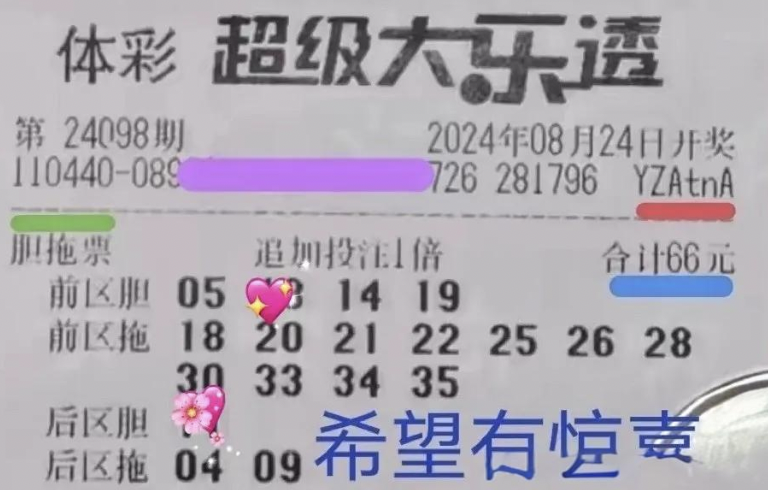 体彩 超级大乐透
第 24098期 2024年08月24日开奖
110440-089 726 281796 YZAtnA
胆拖票 追加投注1倍 合计66元
前区胆 05 14 19
前区拖 18 20 21 22 25 26 28
30 33 34 35
后区胆
后区拖 04 09
希望有惊喜